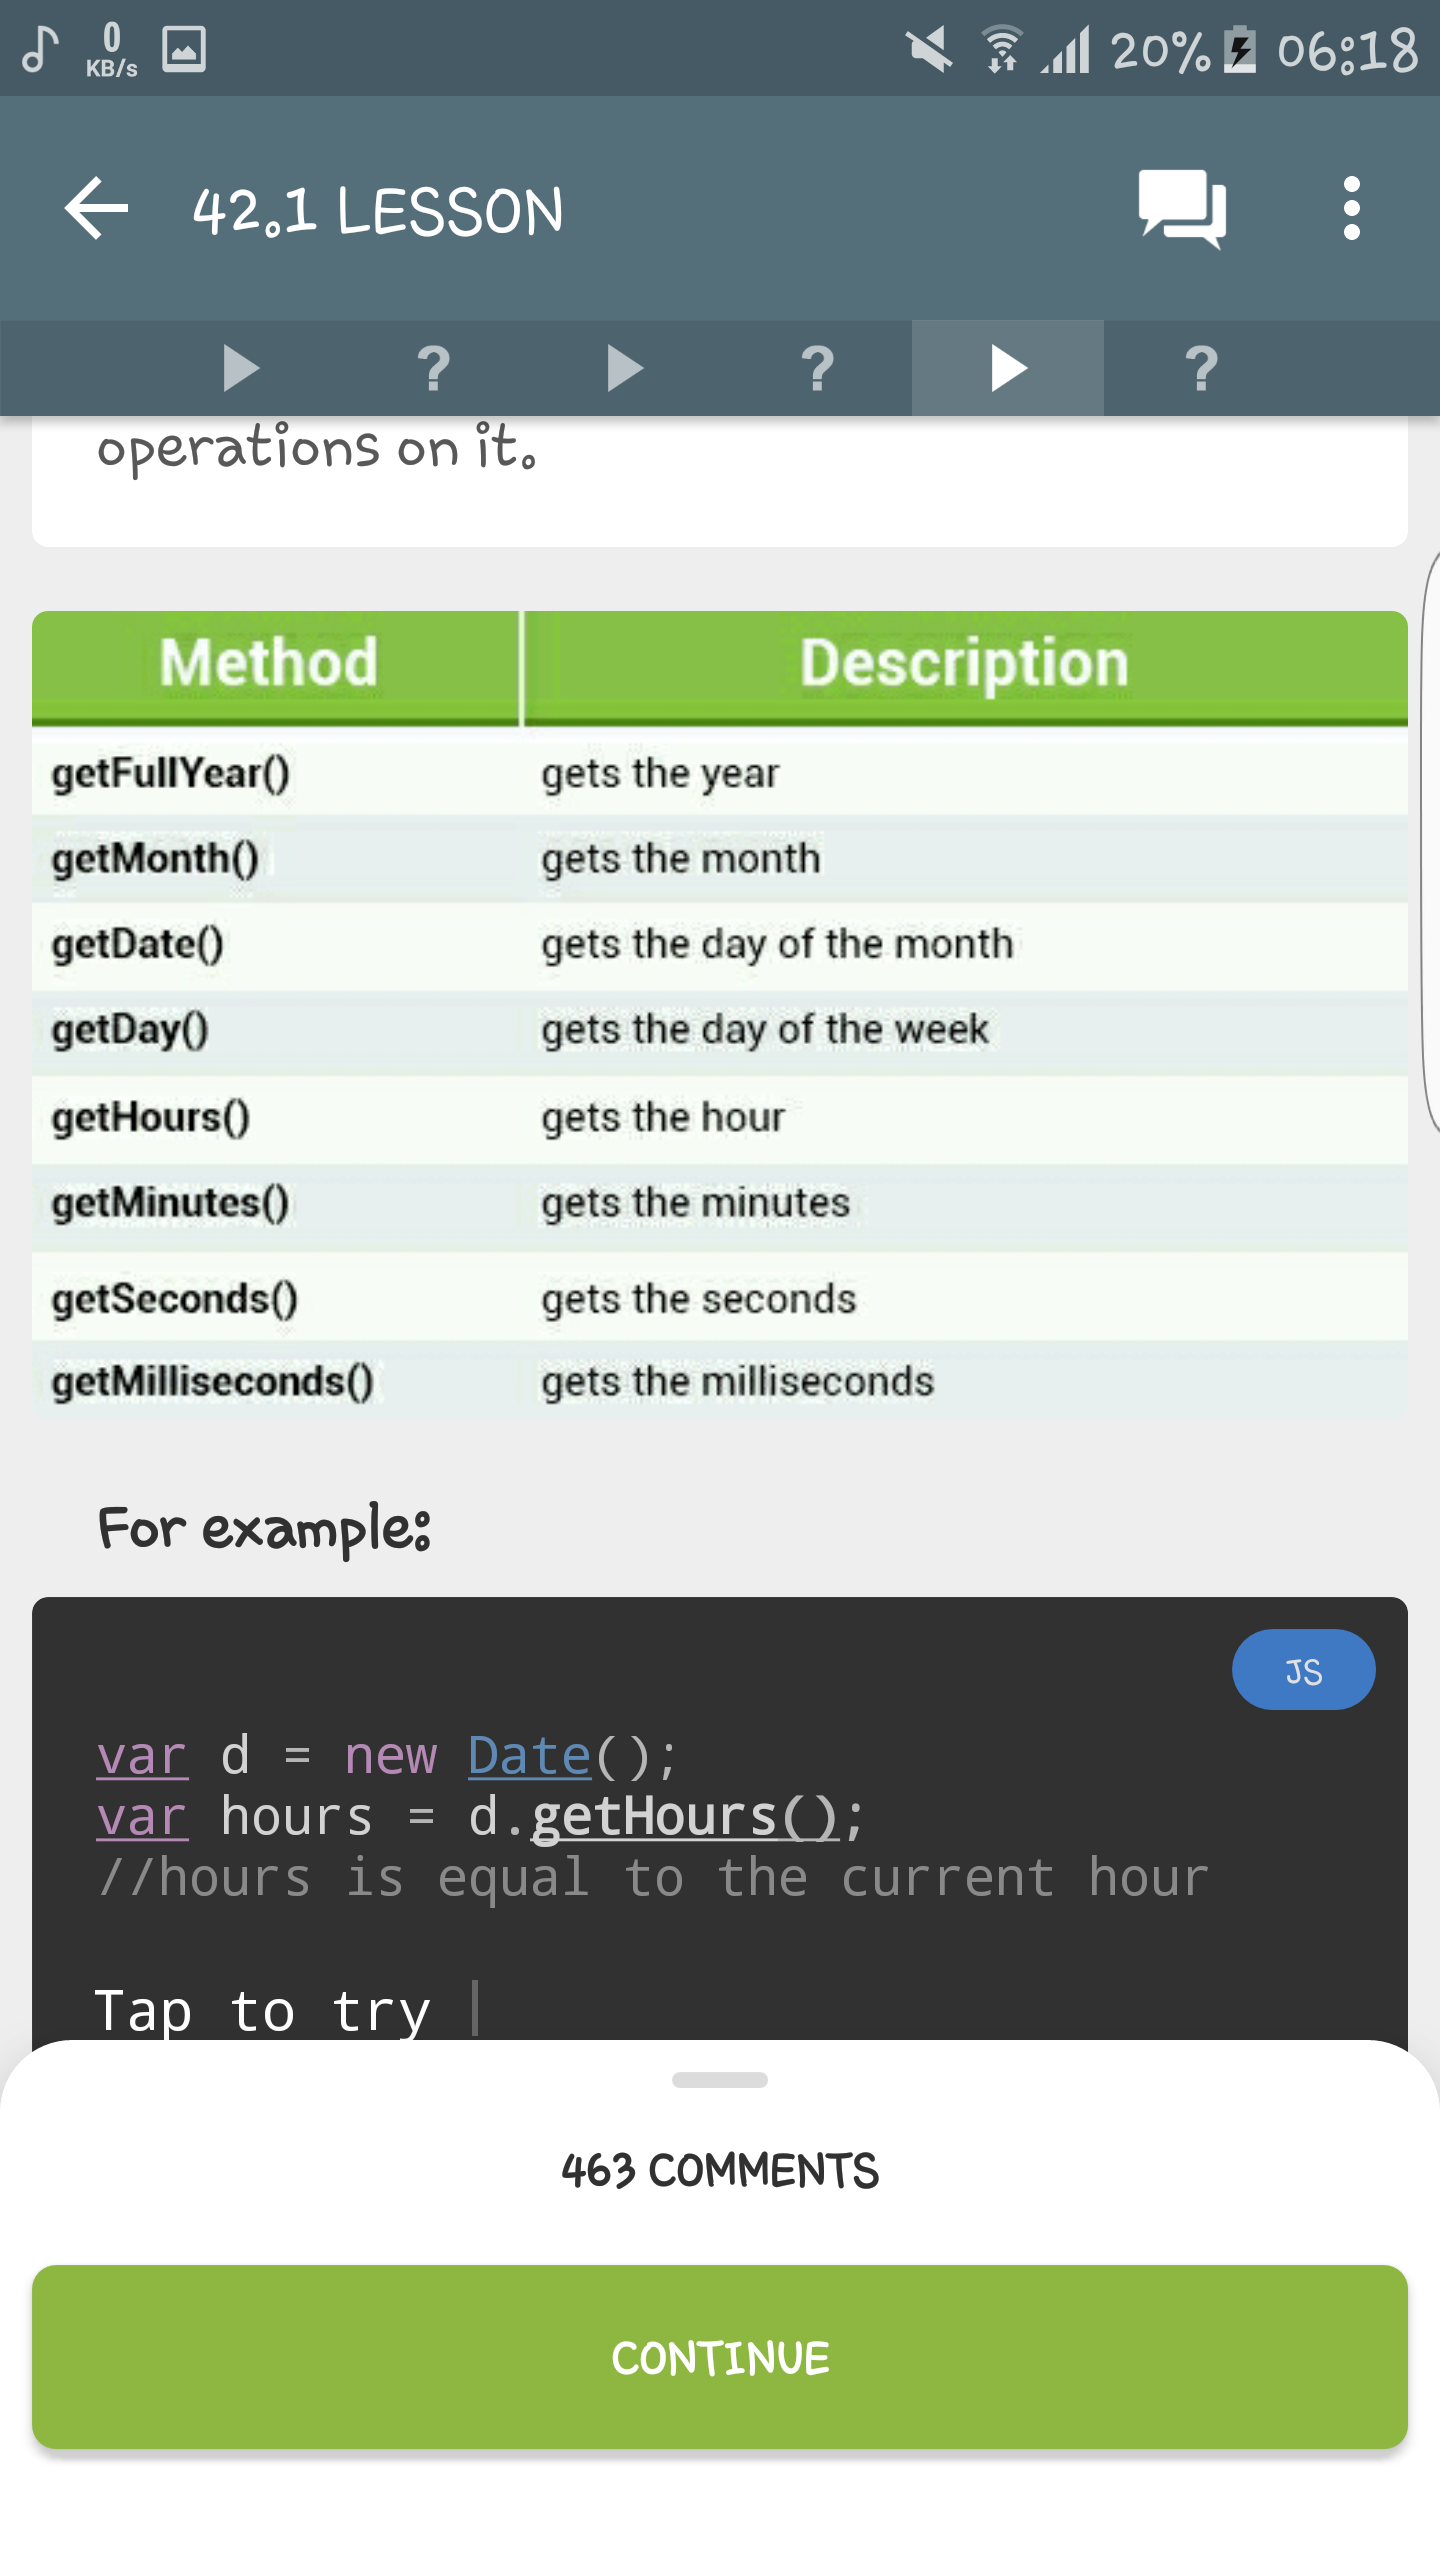 0
KB/s
20%
06:18
42.1 LESSON
? ? ?
operations on it.
Method Description
getFullYear() gets the year
getMonth() gets the month
getDate() gets the day of the month
getDay() gets the day of the week
getHours() gets the hour
getMinutes() gets the minutes
getSeconds() gets the seconds
getMilliseconds() gets the milliseconds
For example:
JS
var d = new Date();
var hours = d.getHours();
//hours is equal to the current hour
Tap to try
463 COMMENTS
CONTINUE